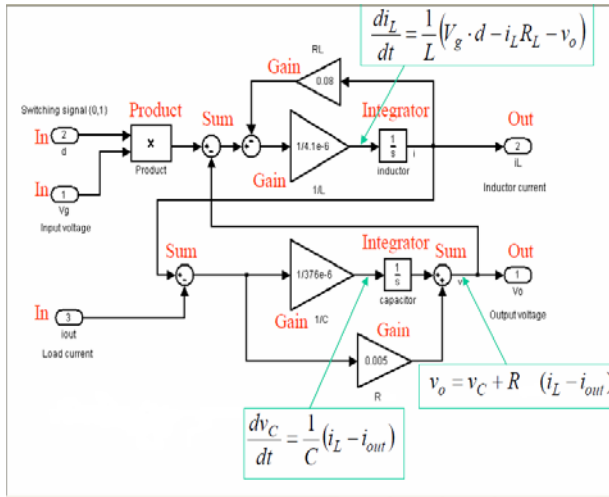 di_L/dt = 1/L (V_g · d − i_L R_L − v_o)
RL
Gain
0.08
Switching signal (0,1)
Product
Sum
Integrator
Out
In
2
d
x
Product
1/4.1e-6
1/s
inductor
i
2
iL
In
1
Vg
Gain
1/L
Inductor current
Input voltage
Sum
Integrator
Sum
Out
1/376e-6
1/s
capacitor
v
1
Vo
In
3
Iout
Gain
1/C
Gain
Output voltage
Load current
0.005
R
v_o = v_C + R (i_L − i_out)
dv_C/dt = 1/C (i_L − i_out)